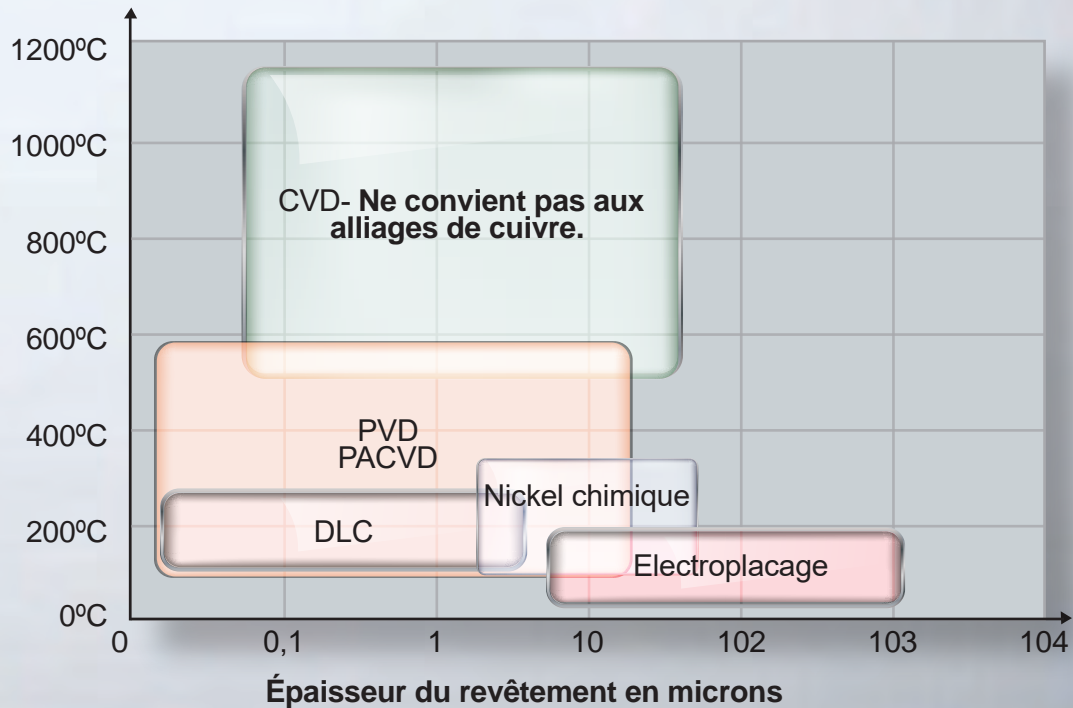 1200ºC
1000ºC
CVD- Ne convient pas aux
alliages de cuivre.
800ºC
600ºC
400ºC
PVD
PACVD
Nickel chimique
200ºC
DLC
Electroplacage
0ºC
0 0,1 1 10 102 103 104
Épaisseur du revêtement en microns